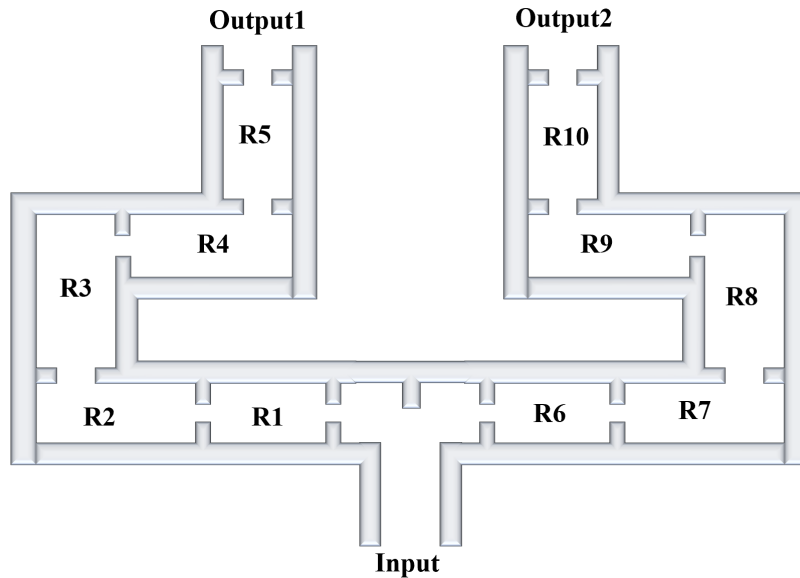 Output1
Output2
R5
R10
R4
R9
R3
R8
R2
R1
R6
R7
Input